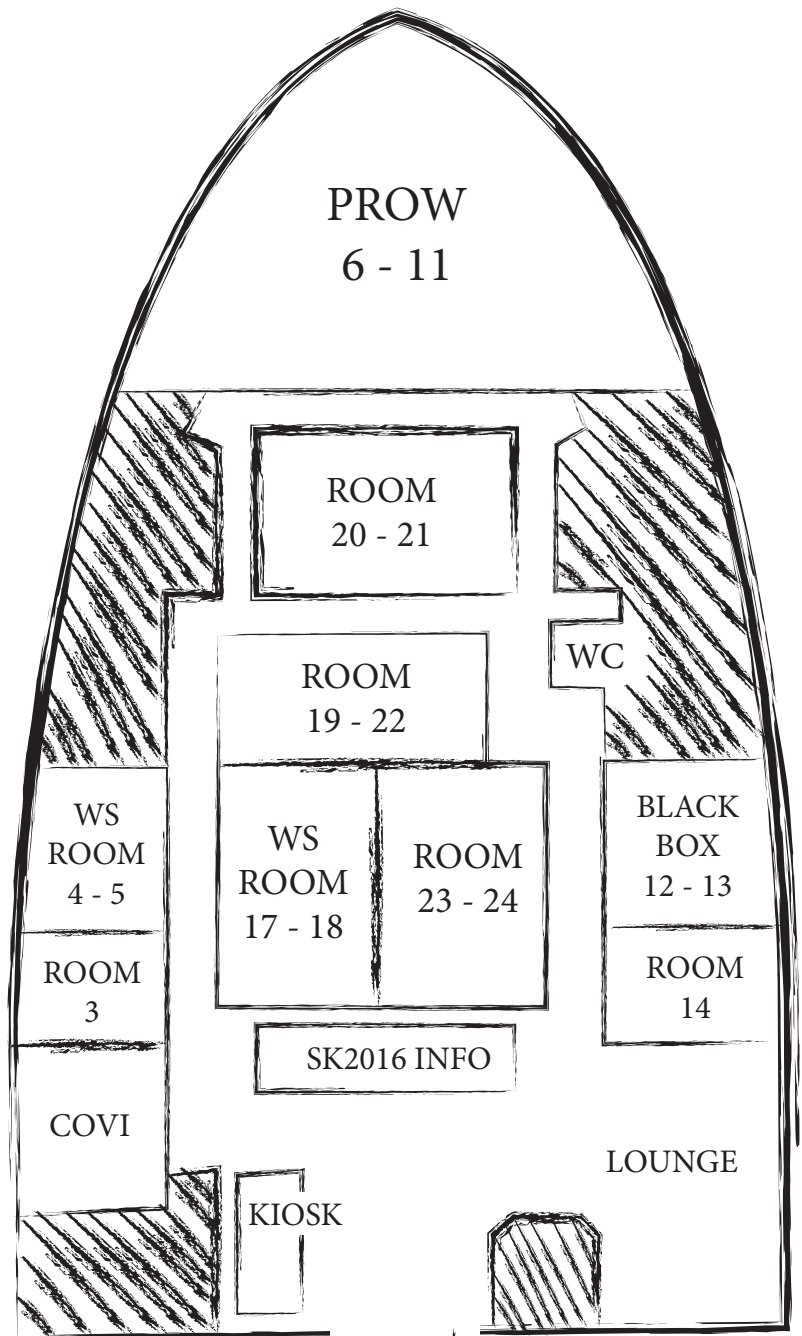 PROW
6 - 11
ROOM
20 - 21
WC
ROOM
19 - 22
WS
ROOM
4 - 5
WS
ROOM
17 - 18
ROOM
23 - 24
BLACK
BOX
12 - 13
ROOM
3
ROOM
14
SK2016 INFO
COVI
LOUNGE
KIOSK